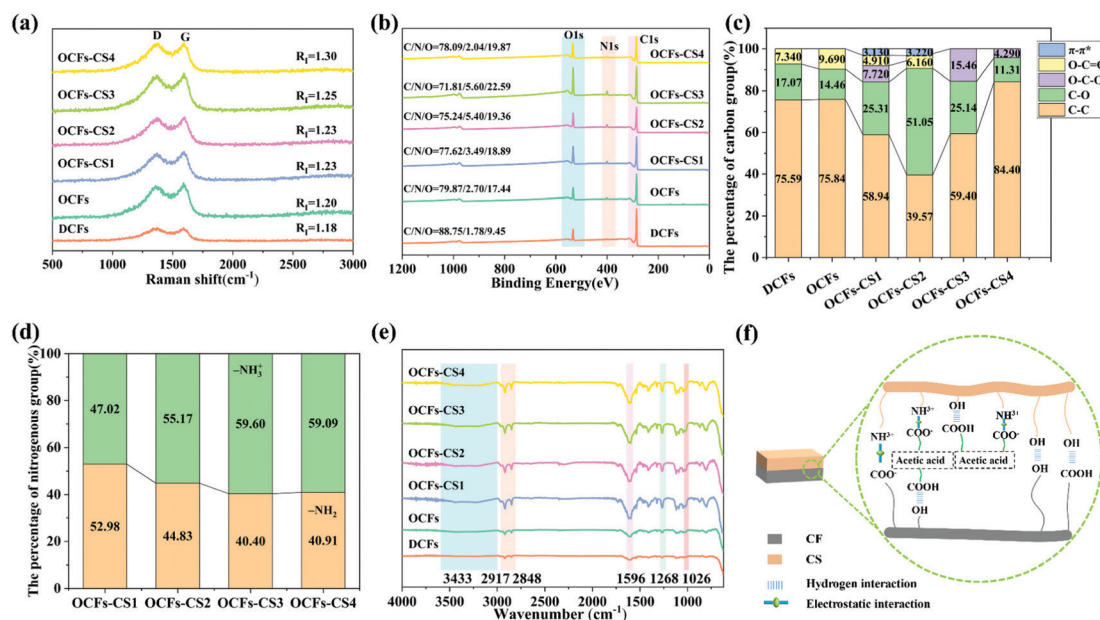 (a)
D
G
OCFs-CS4
R_I=1.30
OCFs-CS3
R_I=1.25
OCFs-CS2
R_I=1.23
OCFs-CS1
R_I=1.23
OCFs
R_I=1.20
DCFs
R_I=1.18
500
1000
1500
2000
2500
3000
Raman shift(cm⁻¹)
(b)
O1s
N1s
C1s
C/N/O=78.09/2.04/19.87
OCFs-CS4
C/N/O=71.81/5.60/22.59
OCFs-CS3
C/N/O=75.24/5.40/19.36
OCFs-CS2
C/N/O=77.62/3.49/18.89
OCFs-CS1
C/N/O=79.87/2.70/17.44
OCFs
C/N/O=88.75/1.78/9.45
DCFs
1200
1000
800
600
400
200
0
Binding Energy(eV)
(c)
The percentage of carbon group(%)
100
80
60
40
20
0
7.340
17.07
75.59
9.690
14.46
75.84
3.130
4.910
7.720
25.31
58.94
3.220
6.160
51.05
39.57
15.46
25.14
59.40
4.290
11.31
84.40
DCFs
OCFs
OCFs-CS1
OCFs-CS2
OCFs-CS3
OCFs-CS4
π-π*
O-C=
O-C-
C-O
C-C
(d)
The percentage of nitrogenous group(%)
100
80
60
40
20
0
47.02
52.98
55.17
44.83
–NH₃⁺
59.60
40.40
59.09
–NH₂
40.91
OCFs-CS1
OCFs-CS2
OCFs-CS3
OCFs-CS4
(e)
OCFs-CS4
OCFs-CS3
OCFs-CS2
OCFs-CS1
OCFs
DCFs
3433
2917
2848
1596
1268
1026
4000
3000
2000
1000
Wavenumber (cm⁻¹)
(f)
NH³⁺
COO⁻
NH³⁺
COO⁻
OH
COOH
NH³⁺
COO⁻
Acetic acid
Acetic acid
COOH
OH
OH
OH
OH
COOH
CF
CS
Hydrogen interaction
Electrostatic interaction